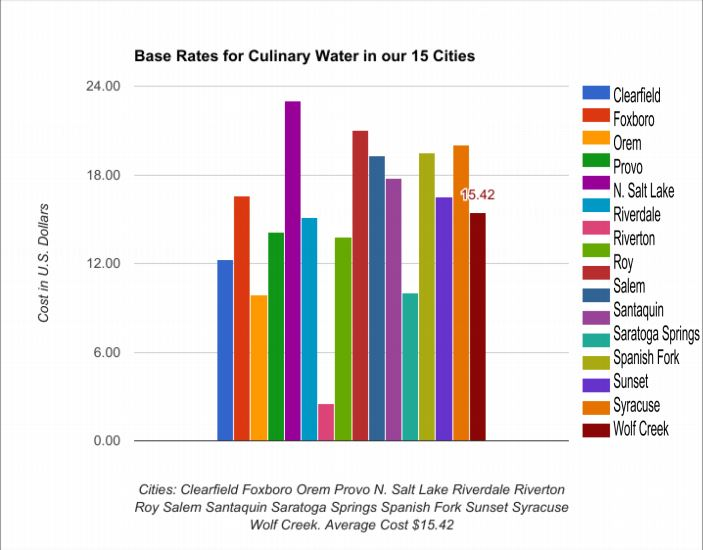 Base Rates for Culinary Water in our 15 Cities
24.00
18.00
12.00
6.00
0.00
Cost in U.S. Dollars
15.42
Clearfield
Foxboro
Orem
Provo
N. Salt Lake
Riverdale
Riverton
Roy
Salem
Santaquin
Saratoga Springs
Spanish Fork
Sunset
Syracuse
Wolf Creek
Cities: Clearfield Foxboro Orem Provo N. Salt Lake Riverdale Riverton
Roy Salem Santaquin Saratoga Springs Spanish Fork Sunset Syracuse
Wolf Creek. Average Cost $15.42